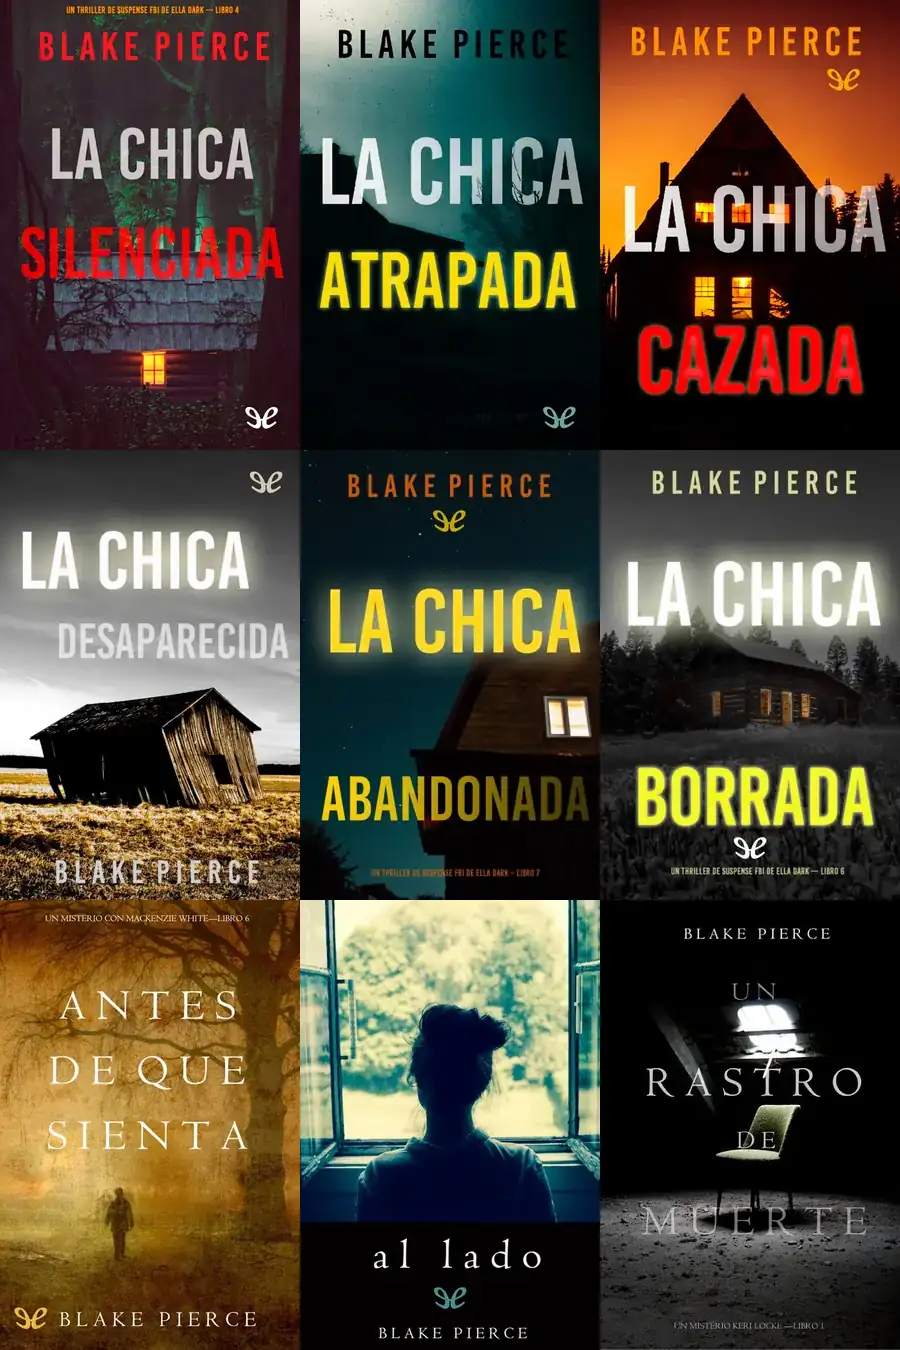 UN THRILLER DE SUSPENSE FBI DE ELLA DARK — LIBRO 4
BLAKE PIERCE
LA CHICA
SILENCIADA
BLAKE PIERCE
LA CHICA
ATRAPADA
BLAKE PIERCE
LA CHICA
CAZADA
LA CHICA
DESAPARECIDA
BLAKE PIERCE
BLAKE PIERCE
LA CHICA
ABANDONADA
UN THRILLER DE SUSPENSE FBI DE ELLA DARK – LIBRO 7
BLAKE PIERCE
LA CHICA
BORRADA
UN THRILLER DE SUSPENSE FBI DE ELLA DARK — LIBRO 6
UN MISTERIO CON MACKENZIE WHITE—LIBRO 6
ANTES
DE QUE
SIENTA
BLAKE PIERCE
al lado
BLAKE PIERCE
BLAKE PIERCE
UN
RASTRO
DE
MUERTE
UN MISTERIO KERI LOCKE —LIBRO 1